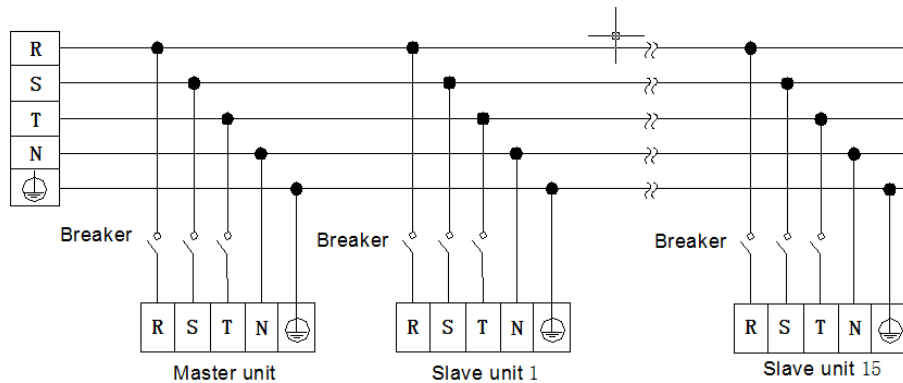 R
S
T
N
Breaker Breaker Breaker
R S T N R S T N R S T N
Master unit Slave unit 1 Slave unit 15